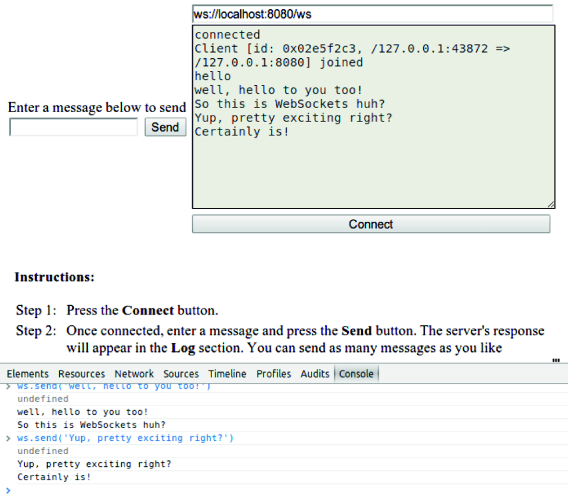 ws://localhost:8080/ws
connected
Client [id: 0x02e5f2c3, /127.0.0.1:43872 =>
/127.0.0.1:8080] joined
hello
well, hello to you too!
So this is WebSockets huh?
Yup, pretty exciting right?
Certainly is!
Enter a message below to send
Send
Connect
Instructions:
Step 1: Press the Connect button.
Step 2: Once connected, enter a message and press the Send button. The server's response
will appear in the Log section. You can send as many messages as you like
Elements Resources Network Sources Timeline Profiles Audits Console
> ws.send('well, hello to you too!')
undefined
well, hello to you too!
So this is WebSockets huh?
> ws.send('Yup, pretty exciting right?')
undefined
Yup, pretty exciting right?
Certainly is!
>